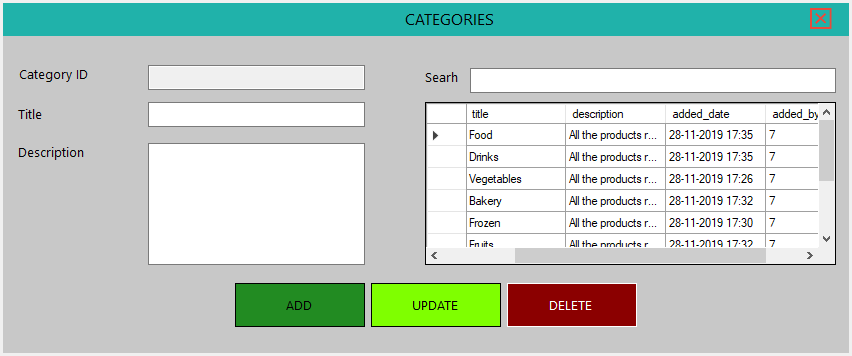 CATEGORIES
Category ID
Searh
Title
Description
title description added_date added_by
Food All the products r... 28-11-2019 17:35 7
Drinks All the products r... 28-11-2019 17:35 7
Vegetables All the products r... 28-11-2019 17:26 7
Bakery All the products r... 28-11-2019 17:32 7
Frozen All the products r... 28-11-2019 17:30 7
Fruits All the products r... 28-11-2019 17:32 7
ADD UPDATE DELETE